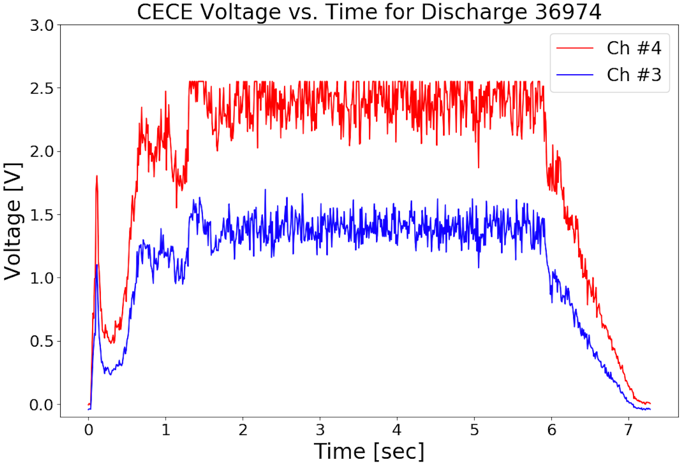 CECE Voltage vs. Time for Discharge 36974
3.0
2.5
2.0
1.5
1.0
0.5
0.0
Voltage [V]
Ch #4
Ch #3
0 1 2 3 4 5 6 7
Time [sec]